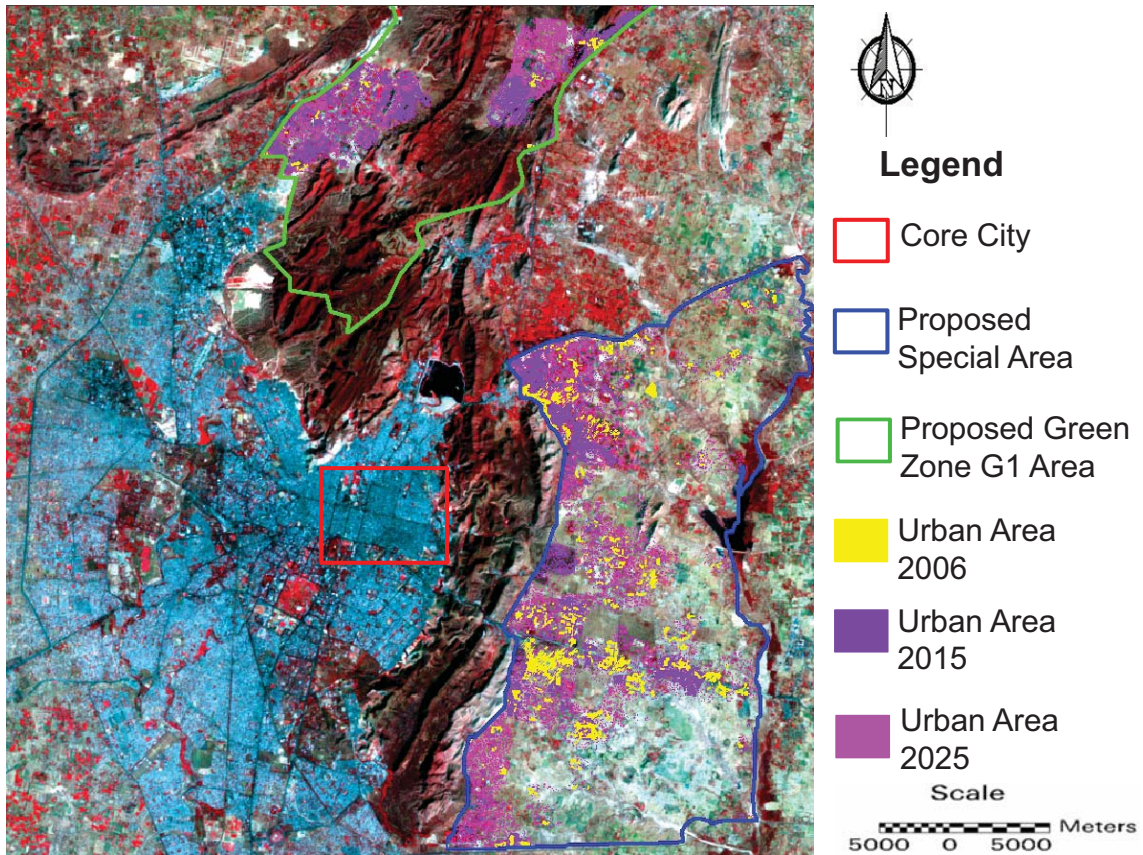 N
Legend
Core City
Proposed
Special Area
Proposed Green
Zone G1 Area
Urban Area
2006
Urban Area
2015
Urban Area
2025
Scale
Meters
5000 0 5000